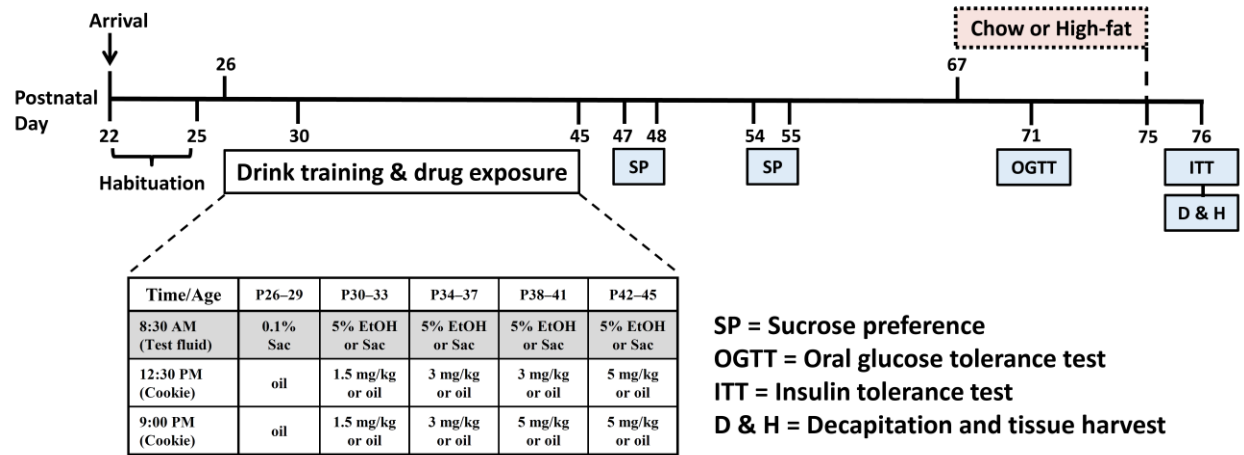 Arrival
Chow or High-fat
26
67
Postnatal
Day
22
25
30
45
47
48
54
55
71
75
76
Habituation
Drink training & drug exposure
SP
SP
OGTT
ITT
D & H
Time/Age P26–29 P30–33 P34–37 P38–41 P42–45
8:30 AM 0.1% 5% EtOH 5% EtOH 5% EtOH 5% EtOH
(Test fluid) Sac or Sac or Sac or Sac or Sac
12:30 PM oil 1.5 mg/kg 3 mg/kg 3 mg/kg 5 mg/kg
(Cookie) or oil or oil or oil or oil
9:00 PM oil 1.5 mg/kg 3 mg/kg 5 mg/kg 5 mg/kg
(Cookie) or oil or oil or oil or oil
SP = Sucrose preference
OGTT = Oral glucose tolerance test
ITT = Insulin tolerance test
D & H = Decapitation and tissue harvest